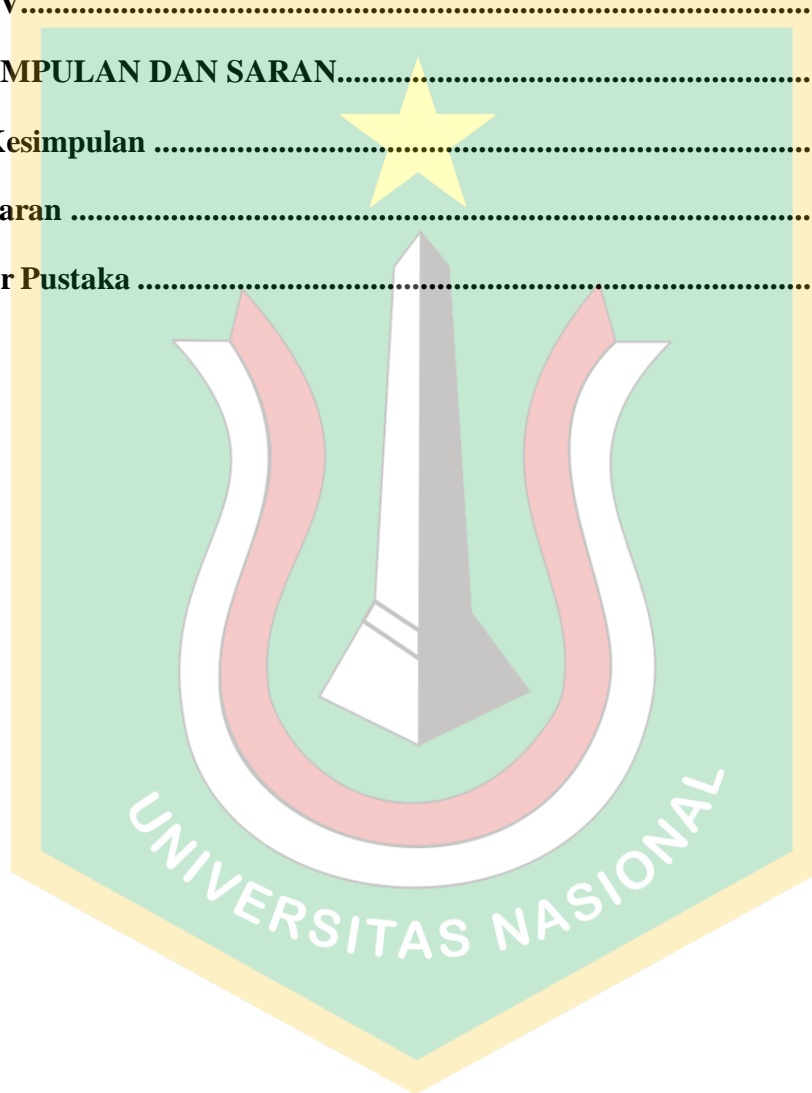 V................................................................................................
MPULAN DAN SARAN.........................................................
Kesimpulan ...............................................................................
aran .........................................................................................
r Pustaka .................................................................................
UNIVERSITAS NASIONAL